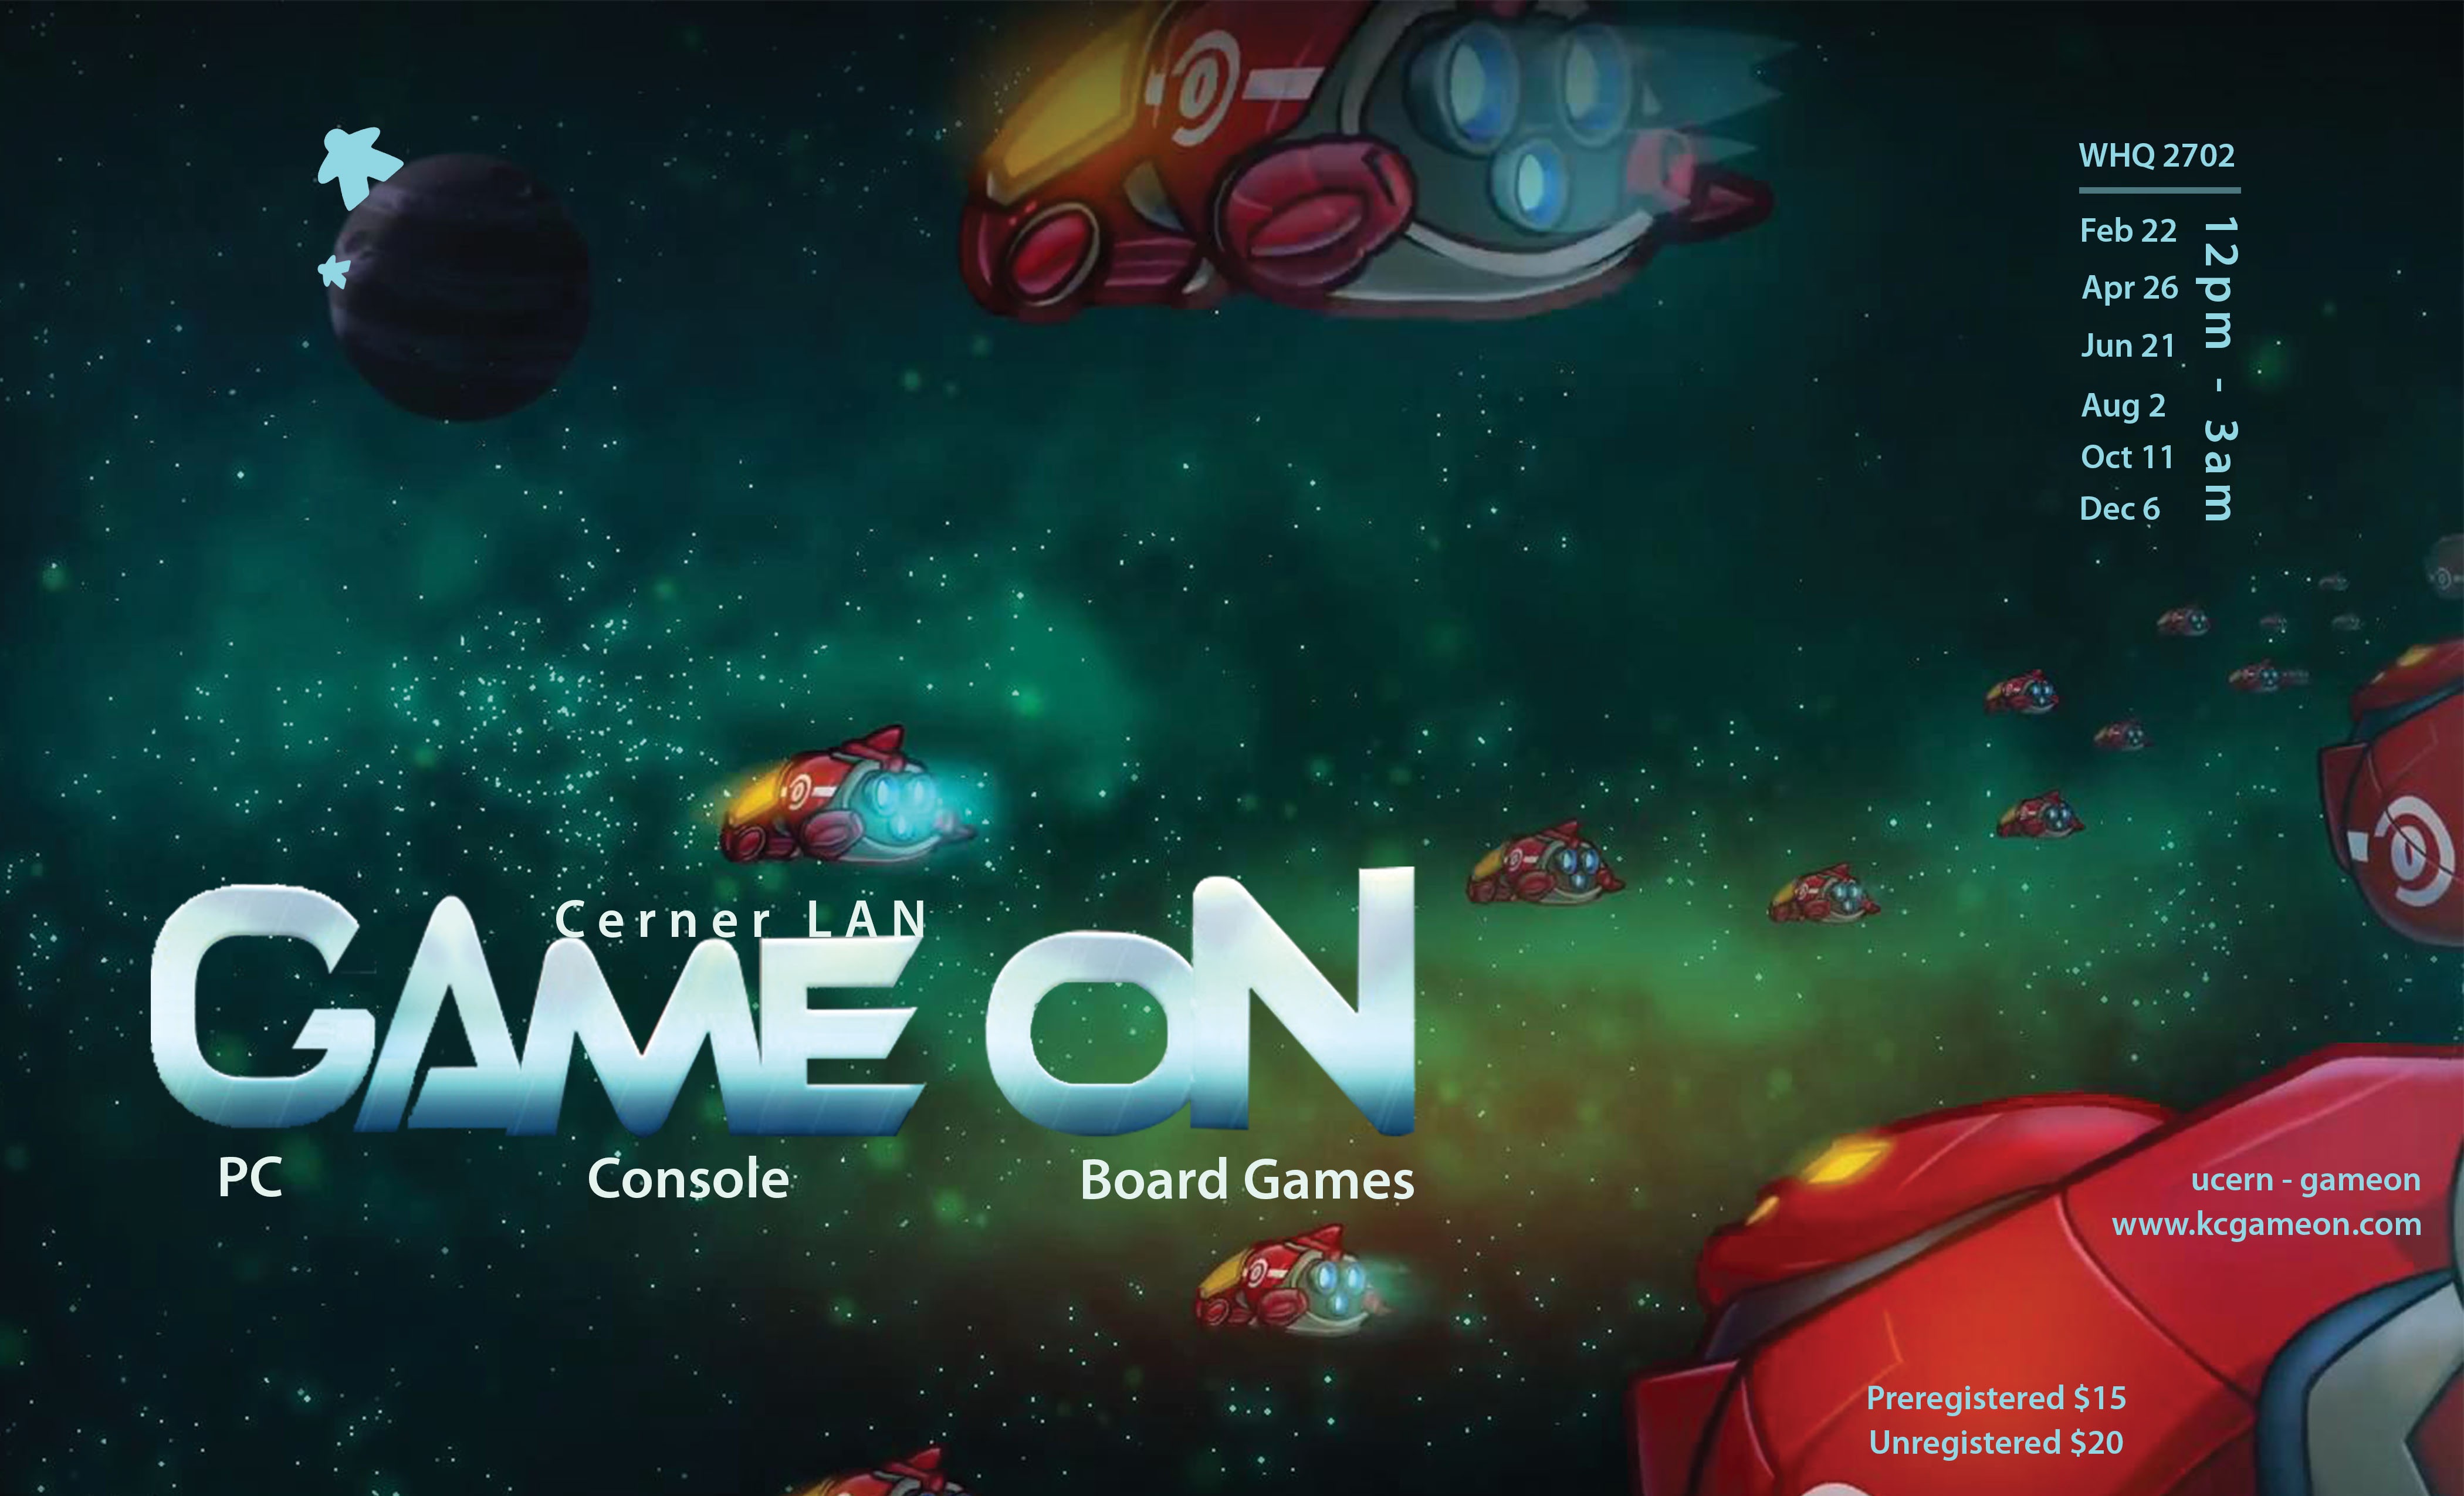 WHQ 2702
Feb 22
Apr 26
Jun 21
Aug 2
Oct 11
Dec 6
12pm - 3am
Cerner LAN
GAME ON
PC
Console
Board Games
ucern - gameon
www.kcgameon.com
Preregistered $15
Unregistered $20